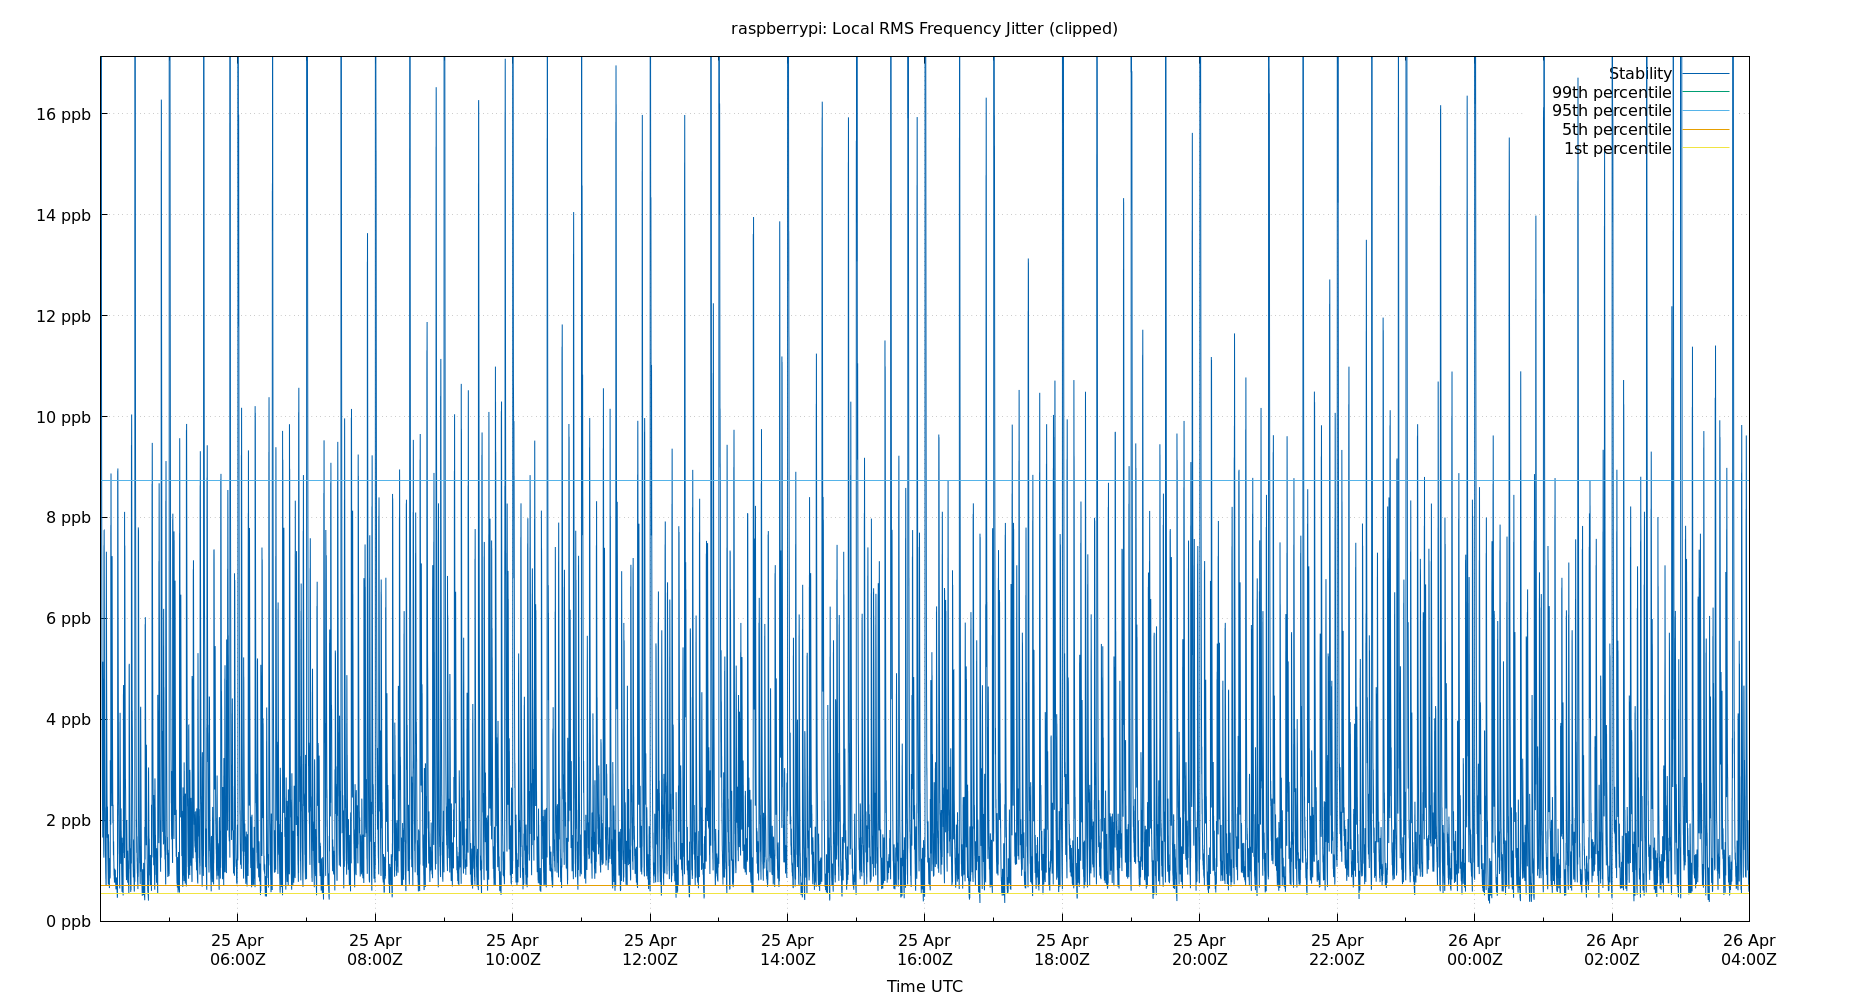 raspberrypi: Local RMS Frequency Jitter (clipped)
Stability
99th percentile
95th percentile
5th percentile
1st percentile
16 ppb
14 ppb
12 ppb
10 ppb
8 ppb
6 ppb
4 ppb
2 ppb
0 ppb
25 Apr 25 Apr 25 Apr 25 Apr 25 Apr 25 Apr 25 Apr 25 Apr 25 Apr 26 Apr 26 Apr 26 Apr
06:00Z 08:00Z 10:00Z 12:00Z 14:00Z 16:00Z 18:00Z 20:00Z 22:00Z 00:00Z 02:00Z 04:00Z
Time UTC